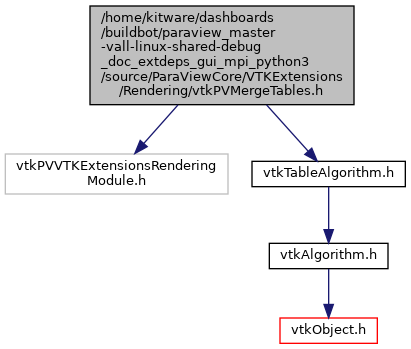 /home/kitware/dashboards
/buildbot/paraview_master
-vall-linux-shared-debug
_doc_extdeps_gui_mpi_python3
/source/ParaViewCore/VTKExtensions
/Rendering/vtkPVMergeTables.h
vtkPVVTKExtensionsRendering
Module.h
vtkTableAlgorithm.h
vtkAlgorithm.h
vtkObject.h